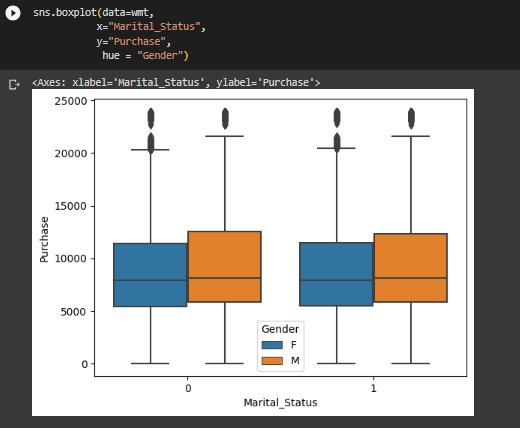 sns.boxplot(data=wmt,
x="Marital_Status",
y="Purchase",
hue = "Gender")
<Axes: xlabel='Marital_Status', ylabel='Purchase'>
25000
20000
15000
10000
5000
0
Purchase
Gender
F
M
0 1
Marital_Status